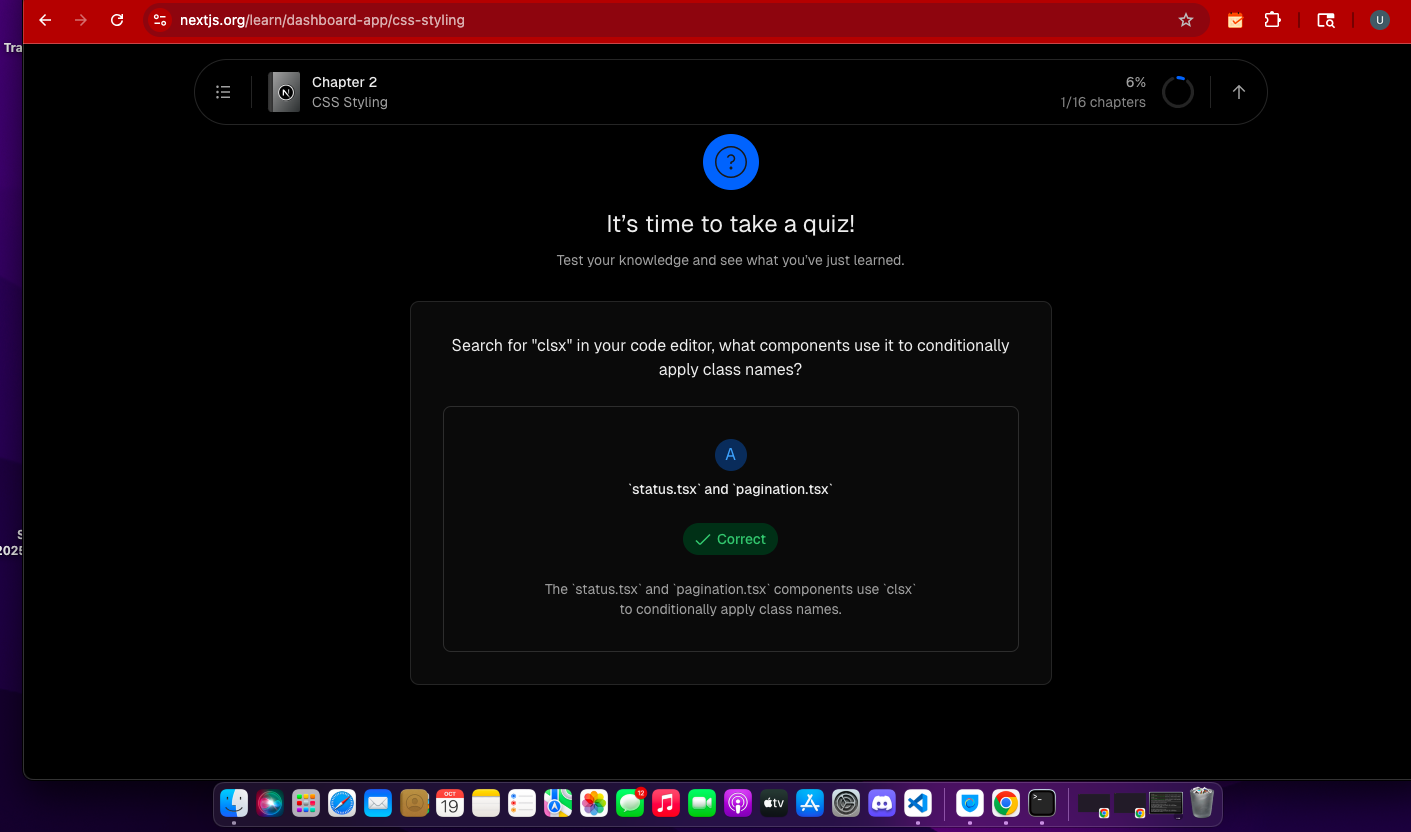 Tra
nextjs.org/learn/dashboard-app/css-styling
U
N
Chapter 2
CSS Styling
6%
1/16 chapters
?
It's time to take a quiz!
Test your knowledge and see what you've just learned.
Search for "clsx" in your code editor, what components use it to conditionally
apply class names?
A
`status.tsx` and `pagination.tsx`
Correct
The `status.tsx` and `pagination.tsx` components use `clsx`
to conditionally apply class names.
S
2025
OCT
19
12
tv
>_